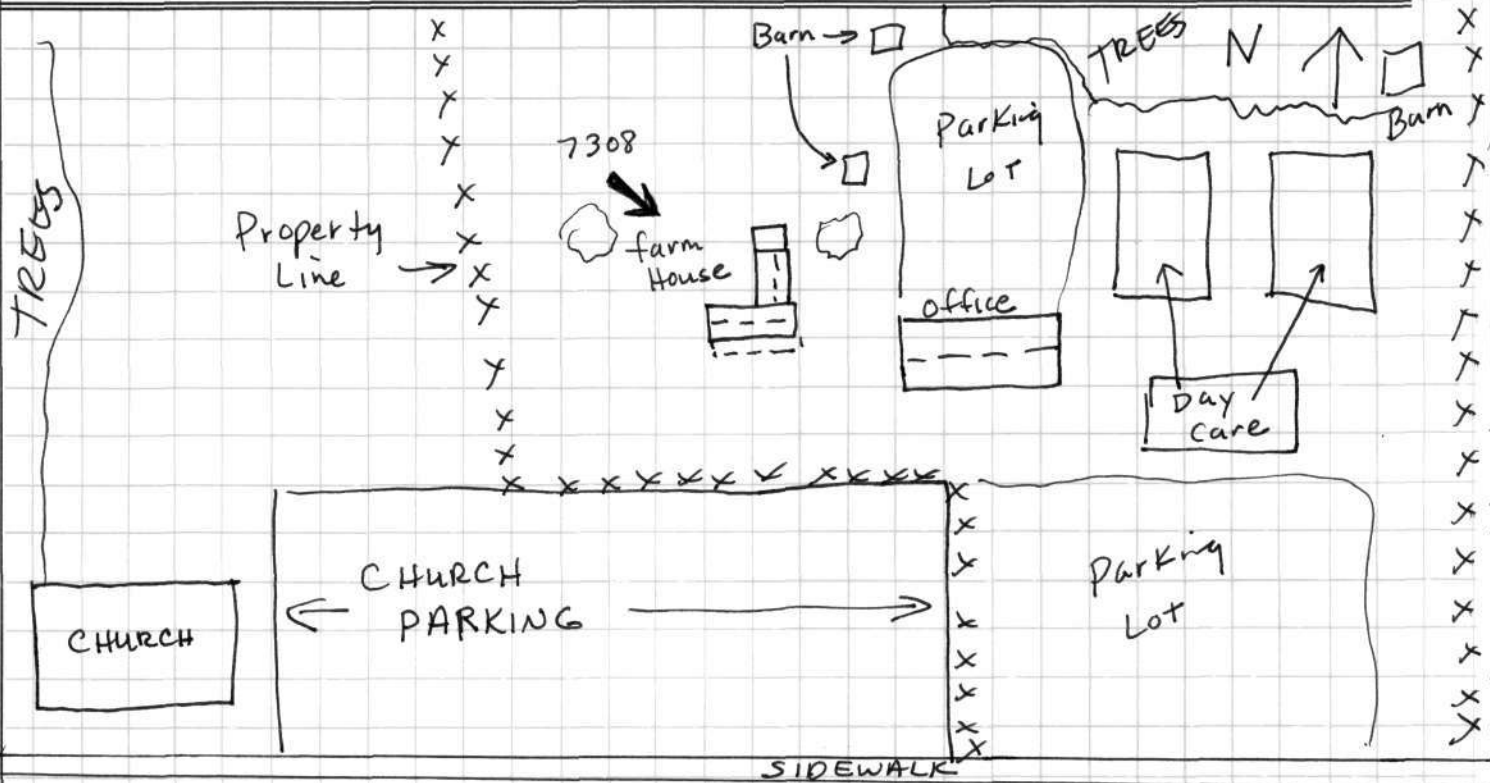 Barn
TREES
N
Barn
Parking
Lot
7308
TREES
Property
Line
farm
House
office
Day
Care
CHURCH
PARKING
Parking
Lot
CHURCH
SIDEWALK